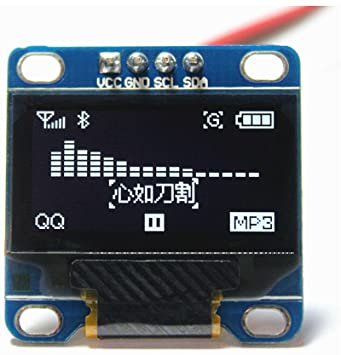 VCC GND SCL SDA
G
心如刀割
QQ MP3